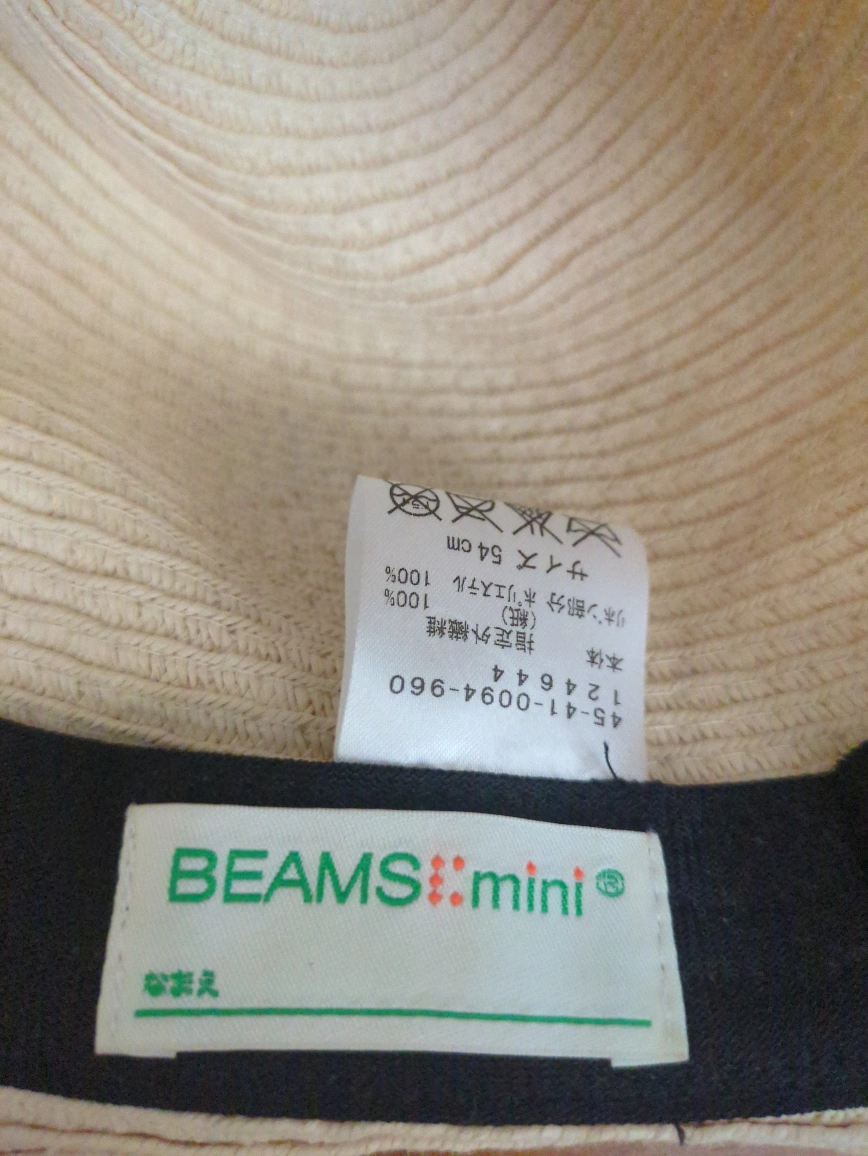 45-41-0094-960
124644
本体 指定外繊維
(紙) 100%
リボン部分 ポリエステル 100%
サイズ 54cm
BEAMS mini®
なまえ